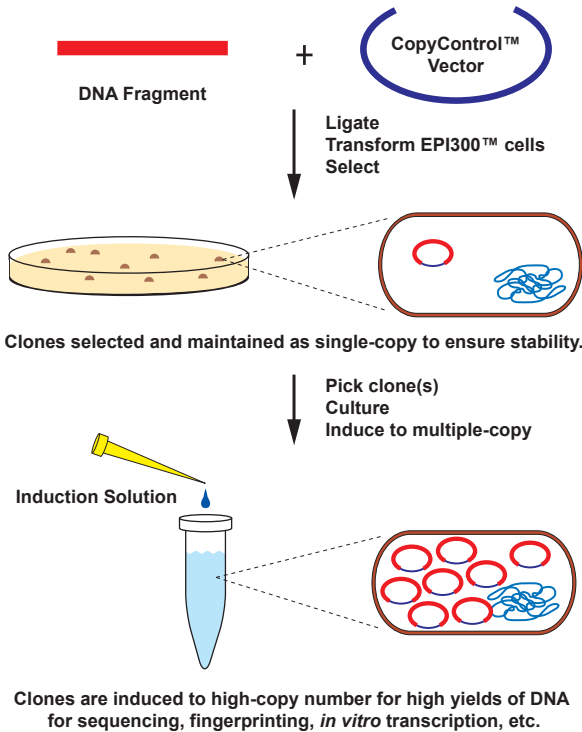 CopyControl™
Vector
+
DNA Fragment
Ligate
Transform EPI300™ cells
Select
Clones selected and maintained as single-copy to ensure stability.
Pick clone(s)
Culture
Induce to multiple-copy
Induction Solution
Clones are induced to high-copy number for high yields of DNA
for sequencing, fingerprinting, in vitro transcription, etc.